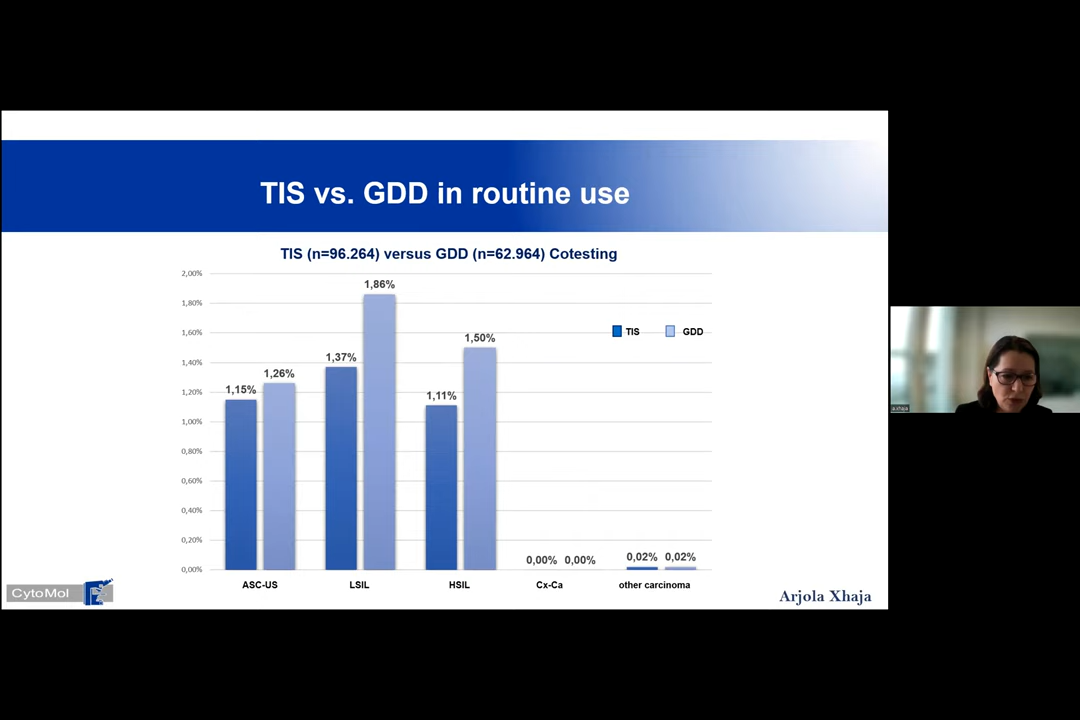 TIS vs. GDD in routine use
TIS (n=96.264) versus GDD (n=62.964) Cotesting
2,00%
1,80%
1,60%
1,40%
1,20%
1,00%
0,80%
0,60%
0,40%
0,20%
0,00%
1,15%
1,26%
1,37%
1,86%
1,11%
1,50%
0,00%
0,00%
0,02%
0,02%
TIS
GDD
ASC-US
LSIL
HSIL
Cx-Ca
other carcinoma
CytoMol
Arjola Xhaja
a.xhaja